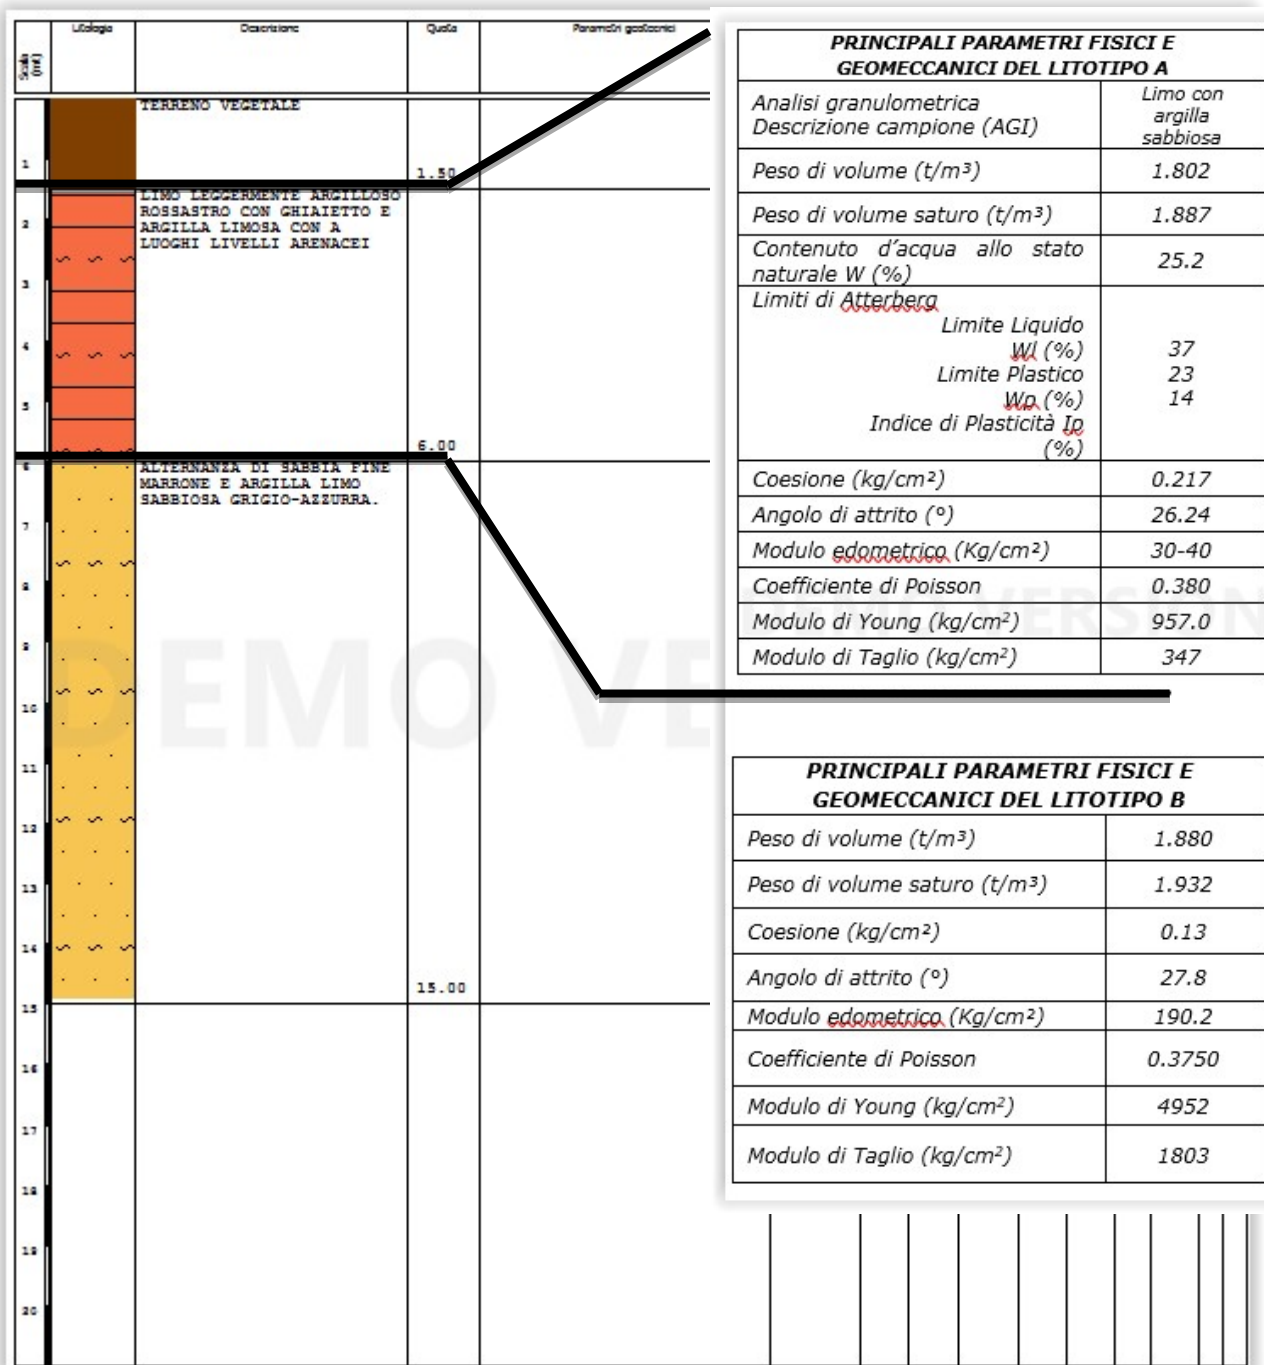 Scala (mt)
Litologia
Descrizione
Quota
Parametri geotecnici
TERRENO VEGETALE
1.50
LIMO LEGGERMENTE ARGILLOSO
ROSSASTRO CON GHIAIETTO E
ARGILLA LIMOSA CON A
LUOGHI LIVELLI ARENACEI
6.00
ALTERNANZA DI SABBIA FINE
MARRONE E ARGILLA LIMO
SABBIOSA GRIGIO-AZZURRA.
15.00
1
2
3
4
5
6
7
8
9
10
11
12
13
14
15
16
17
18
19
20
PRINCIPALI PARAMETRI FISICI E
GEOMECCANICI DEL LITOTIPO A
Analisi granulometrica
Descrizione campione (AGI)
Limo con
argilla
sabbiosa
Peso di volume (t/m³) 1.802
Peso di volume saturo (t/m³) 1.887
Contenuto d'acqua allo stato
naturale W (%) 25.2
Limiti di Atterberg
Limite Liquido
Wl (%) 37
Limite Plastico 23
Wp (%) 14
Indice di Plasticità Ip
(%)
Coesione (kg/cm²) 0.217
Angolo di attrito (°) 26.24
Modulo edometrico (Kg/cm²) 30-40
Coefficiente di Poisson 0.380
Modulo di Young (kg/cm²) 957.0
Modulo di Taglio (kg/cm²) 347
PRINCIPALI PARAMETRI FISICI E
GEOMECCANICI DEL LITOTIPO B
Peso di volume (t/m³) 1.880
Peso di volume saturo (t/m³) 1.932
Coesione (kg/cm²) 0.13
Angolo di attrito (°) 27.8
Modulo edometrico (Kg/cm²) 190.2
Coefficiente di Poisson 0.3750
Modulo di Young (kg/cm²) 4952
Modulo di Taglio (kg/cm²) 1803
DEMO VE
DEMO VERSION